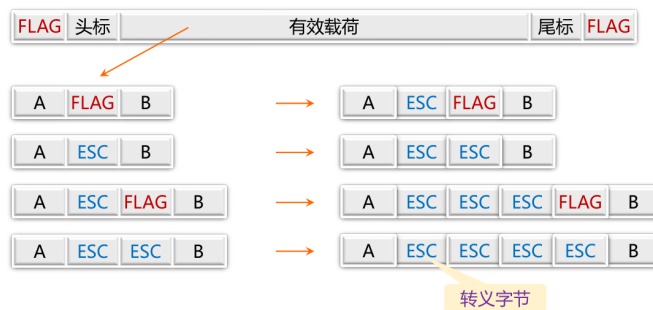 FLAG 头标 有效载荷 尾标 FLAG
A FLAG B A ESC FLAG B
A ESC B A ESC ESC B
A ESC FLAG B A ESC ESC ESC FLAG B
A ESC ESC B A ESC ESC ESC ESC B
转义字节